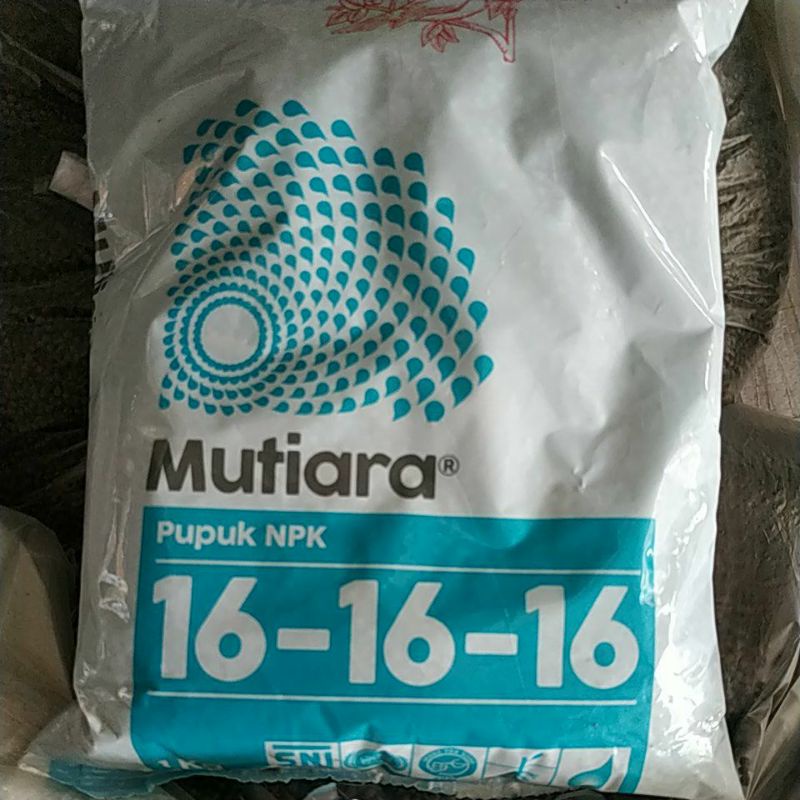 Mutiara®
Pupuk NPK
16-16-16
SNI